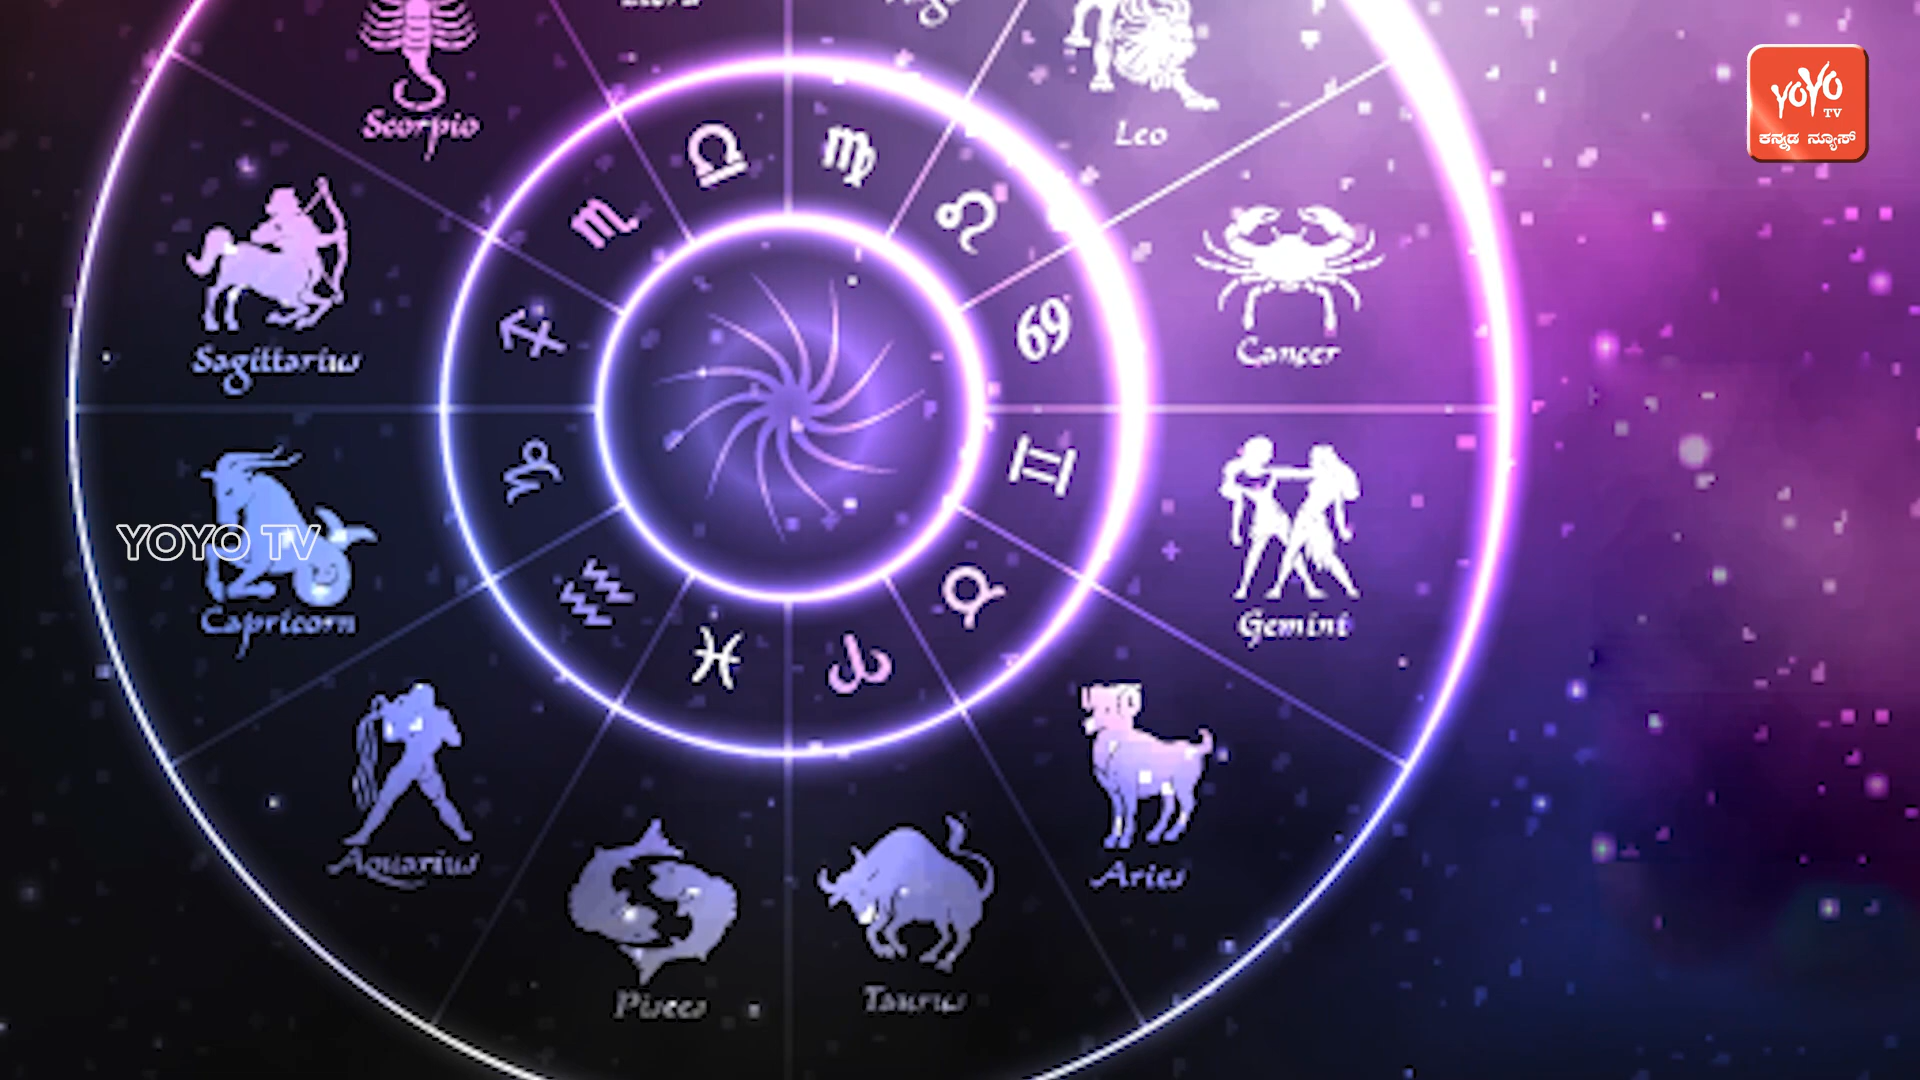 Scorpio
Leo
YOYO
TV
ಕನ್ನಡ ನ್ಯೂಸ್
Sagittarius
Cancer
YOYO TV
Capricorn
Gemini
Aquarius
Aries
Pisces
Taurus